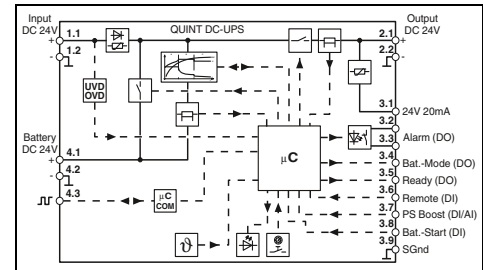 Input
DC 24V
+ 1.1
1.2
-
QUINT DC-UPS
Output
DC 24V
2.1 +
2.2
-
UVD
OVD
3.1
24V 20mA
3.2
3.3
Alarm (DO)
Battery
DC 24V
+ 4.1
- 4.2
4.3
µC
µC
COM
3.4
Bat.-Mode (DO)
3.5
Ready (DO)
3.6
Remote (DI)
3.7
PS Boost (DI/AI)
3.8
Bat.-Start (DI)
3.9
SGnd
ϑ
@